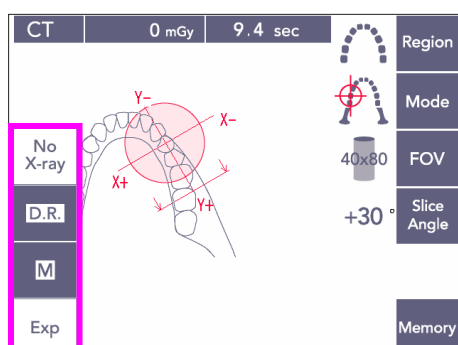 CT 0 mGy 9.4 sec
Region
Mode
40x80 FOV
+30° Slice Angle
Memory
No X-ray
D.R.
M
Exp
Y-
X-
X+
Y+